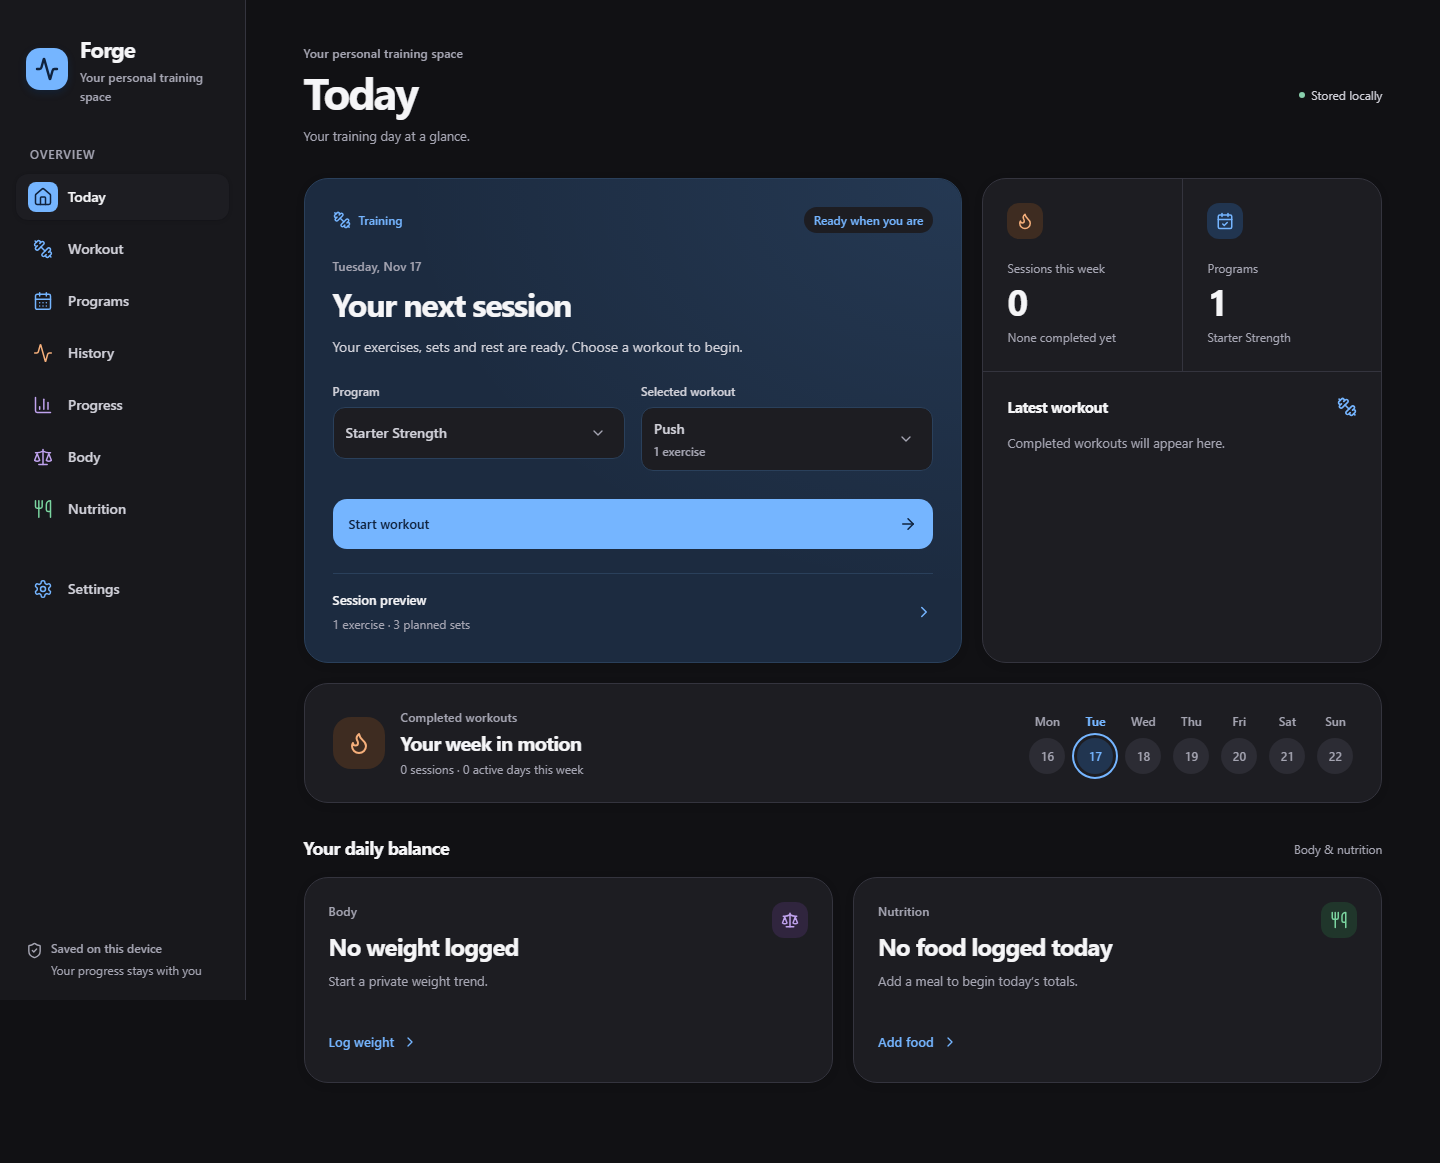 Forge
Your personal training
space
OVERVIEW
Today
Workout
Programs
History
Progress
Body
Nutrition
Settings
Saved on this device
Your progress stays with you
Your personal training space
Today
Your training day at a glance.
Stored locally
Training
Ready when you are
Tuesday, Nov 17
Your next session
Your exercises, sets and rest are ready. Choose a workout to begin.
Program
Starter Strength
Selected workout
Push
1 exercise
Start workout
Session preview
1 exercise · 3 planned sets
Sessions this week
0
None completed yet
Programs
1
Starter Strength
Latest workout
Completed workouts will appear here.
Completed workouts
Your week in motion
0 sessions · 0 active days this week
Mon Tue Wed Thu Fri Sat Sun
16 17 18 19 20 21 22
Your daily balance
Body & nutrition
Body
No weight logged
Start a private weight trend.
Log weight
Nutrition
No food logged today
Add a meal to begin today's totals.
Add food